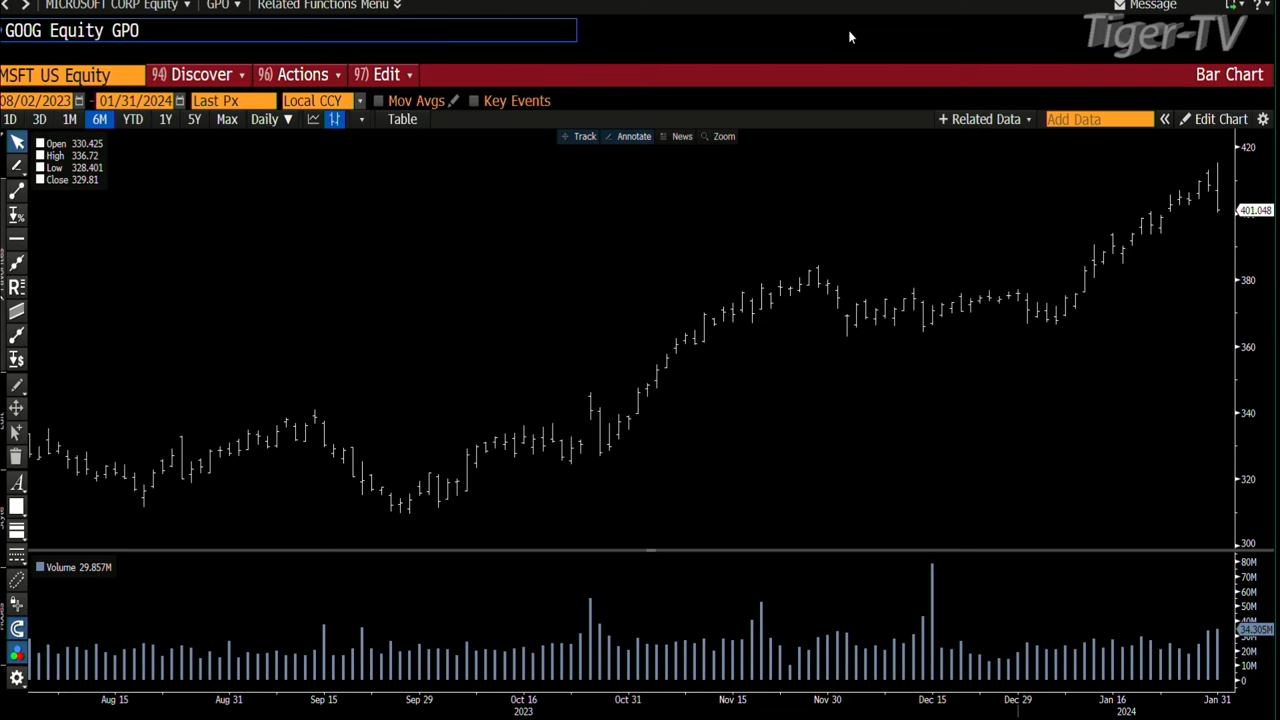 MICROSOFT CORP Equity GPO Related Functions Menu Message ?
GOOG Equity GPO
Tiger-TV
MSFT US Equity 94) Discover 96) Actions 97) Edit Bar Chart
08/02/2023 - 01/31/2024 Last Px Local CCY Mov Avgs Key Events
1D 3D 1M 6M YTD 1Y 5Y Max Daily Table + Related Data Add Data Edit Chart
Track Annotate News Zoom
Open 330.425
High 336.72
Low 328.401
Close 329.81
420
401.048
380
360
340
320
300
Volume 29.857M
80M
70M
60M
50M
40M
34.305M
20M
10M
0
Aug 15 Aug 31 Sep 15 Sep 29 Oct 16 Oct 31 Nov 15 Nov 30 Dec 15 Dec 29 Jan 16 Jan 31
2023 2024